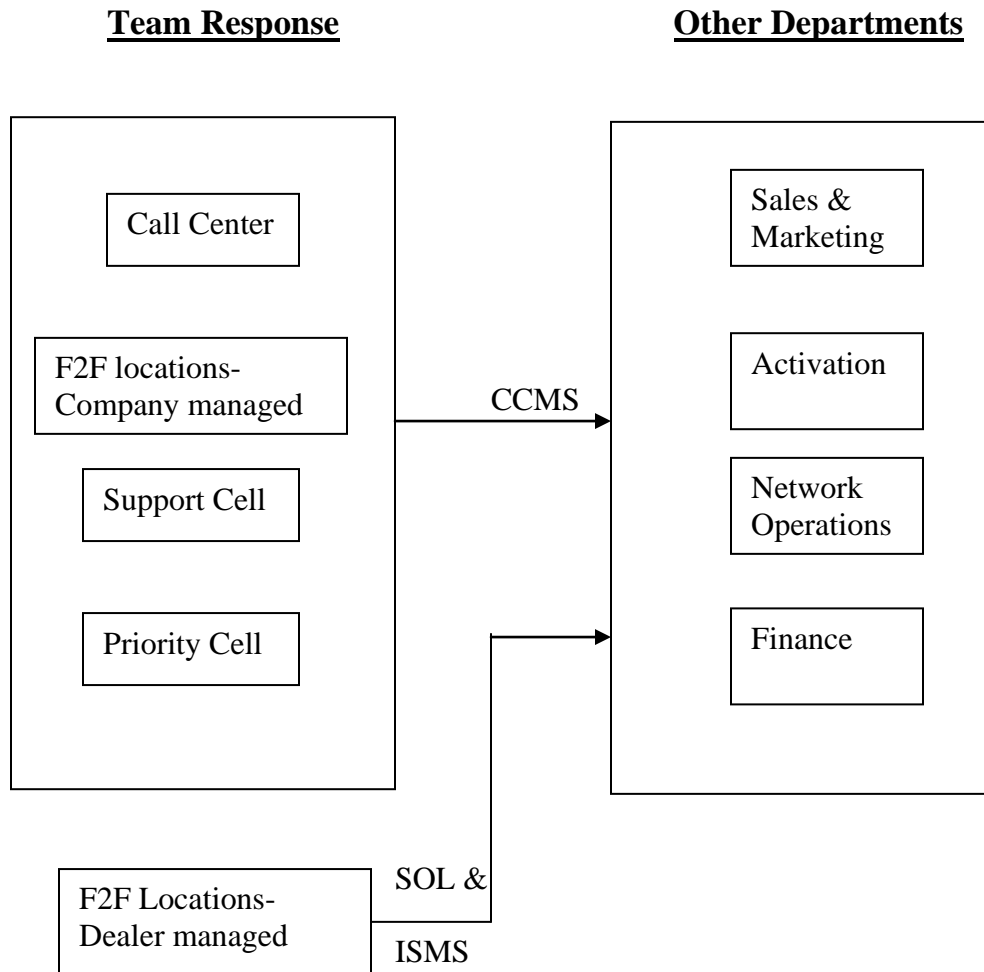 Team Response
Other Departments
Call Center
F2F locations-
Company managed
Support Cell
Priority Cell
CCMS
Sales &
Marketing
Activation
Network
Operations
Finance
F2F Locations-
Dealer managed
SOL &
ISMS